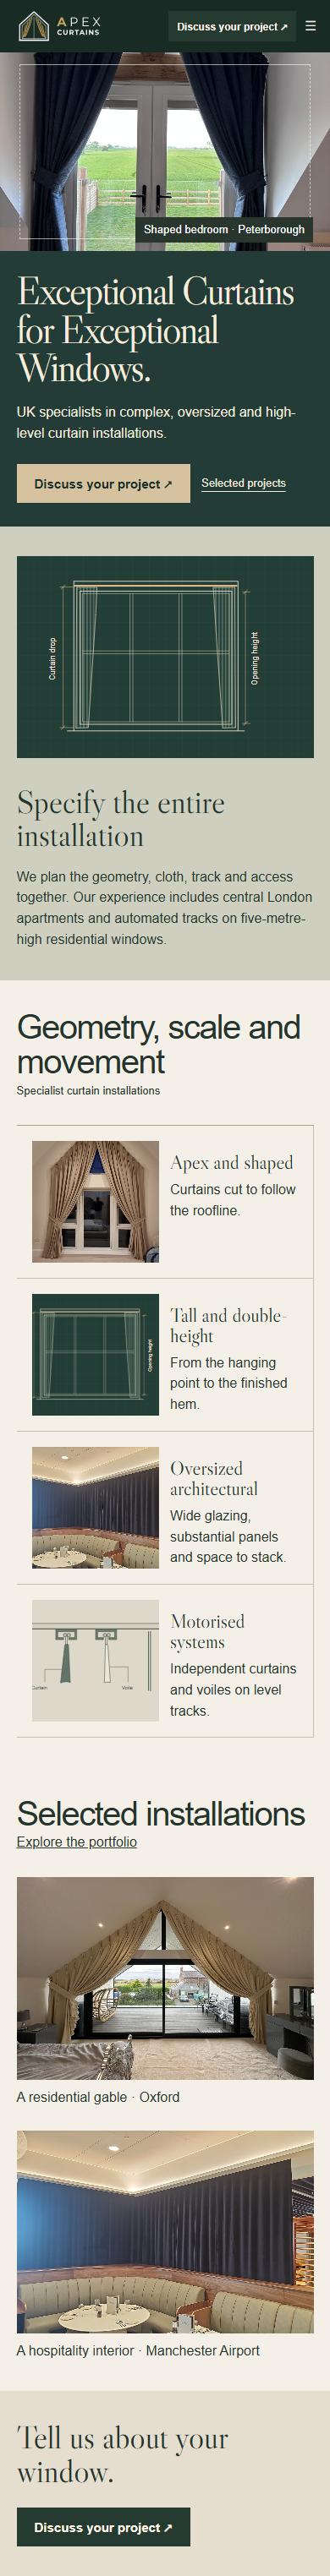 APEX
CURTAINS
Discuss your project ↗
Shaped bedroom · Peterborough
Exceptional Curtains
for Exceptional
Windows.
UK specialists in complex, oversized and high-
level curtain installations.
Discuss your project ↗
Selected projects
Curtain drop
Opening height
Specify the entire
installation
We plan the geometry, cloth, track and access
together. Our experience includes central London
apartments and automated tracks on five-metre-
high residential windows.
Geometry, scale and
movement
Specialist curtain installations
Apex and shaped
Curtains cut to follow
the roofline.
Opening height
Tall and double-
height
From the hanging
point to the finished
hem.
Oversized
architectural
Wide glazing,
substantial panels
and space to stack.
Curtain
Voile
Motorised
systems
Independent curtains
and voiles on level
tracks.
Selected installations
Explore the portfolio
A residential gable · Oxford
A hospitality interior · Manchester Airport
Tell us about your
window.
Discuss your project ↗